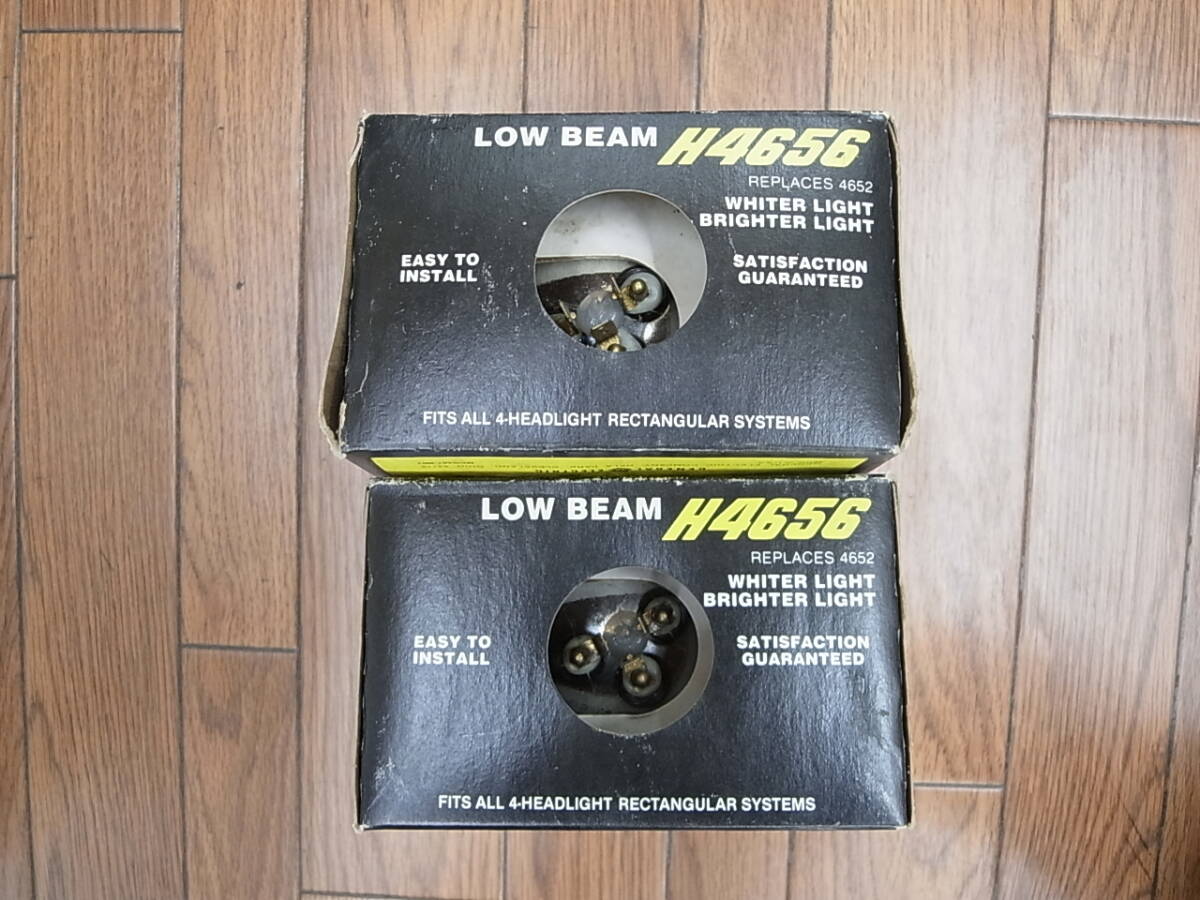 LOW BEAM H4656
REPLACES 4652
WHITER LIGHT
BRIGHTER LIGHT
EASY TO
INSTALL
SATISFACTION
GUARANTEED
FITS ALL 4-HEADLIGHT RECTANGULAR SYSTEMS
LOW BEAM H4656
REPLACES 4652
WHITER LIGHT
BRIGHTER LIGHT
EASY TO
INSTALL
SATISFACTION
GUARANTEED
FITS ALL 4-HEADLIGHT RECTANGULAR SYSTEMS